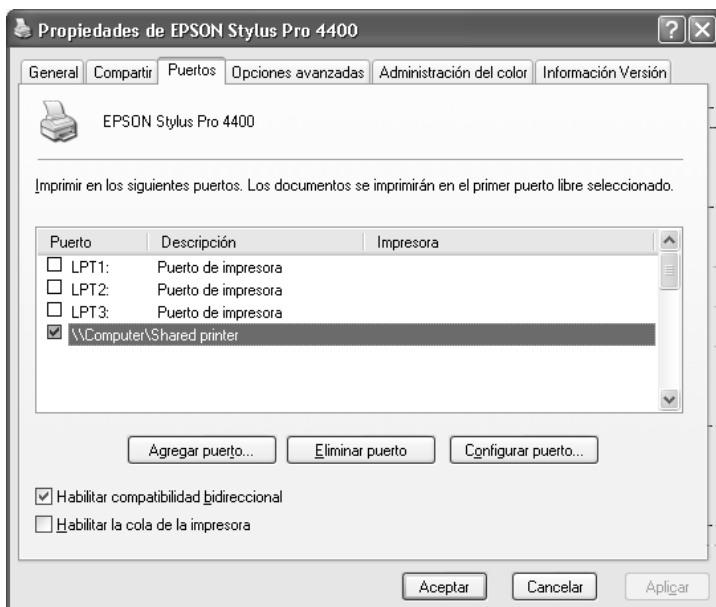 Propiedades de EPSON Stylus Pro 4400
General Compartir Puertos Opciones avanzadas Administración del color Información Versión
EPSON Stylus Pro 4400
Imprimir en los siguientes puertos. Los documentos se imprimirán en el primer puerto libre seleccionado.
Puerto Descripción Impresora
LPT1: Puerto de impresora
LPT2: Puerto de impresora
LPT3: Puerto de impresora
\\Computer\Shared printer
Agregar puerto... Eliminar puerto Configurar puerto...
Habilitar compatibilidad bidireccional
Habilitar la cola de la impresora
Aceptar Cancelar Aplicar